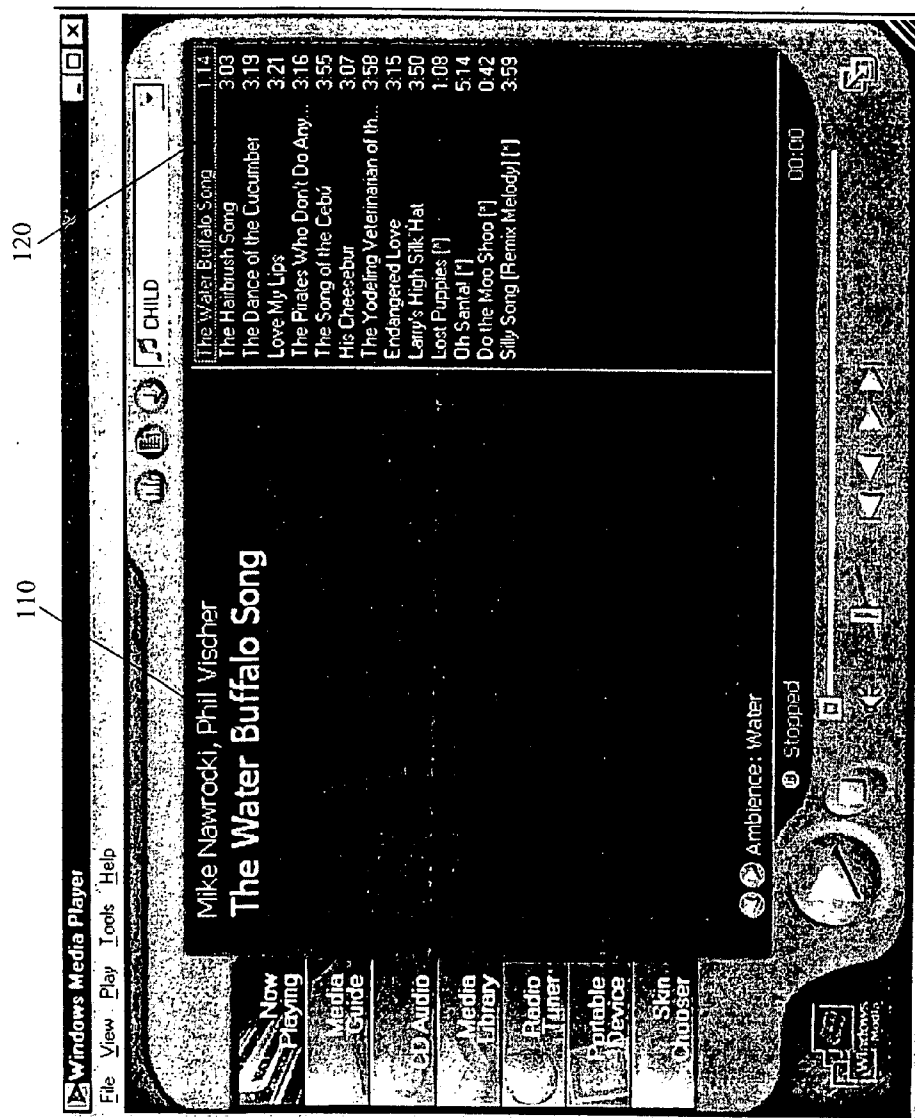 110
120
Windows Media Player
File View Play Tools Help
CHILD
Now
Playing
Media
Guide
CD Audio
Media
Library
Radio
Tuner
Portable
Device
Skin
Chooser
Mike Nawrocki, Phil Vischer
The Water Buffalo Song
The Water Buffalo Song 1:14
The Hairbrush Song 3:03
The Dance of the Cucumber 3:19
Love My Lips 3:21
The Pirates Who Don't Do Any... 3:16
The Song of the Cebú 3:55
His Cheesebur 3:07
The Yodeling Veterinarian of th... 3:58
Endangered Love 3:15
Larry's High Silk Hat 3:50
Lost Puppies [*] 1:08
Oh Santa! [*] 5:14
Do the Moo Shoo [*] 0:42
Silly Song [Remix Melody] [*] 3:59
Ambience: Water
Stopped 00:00
Windows
Media